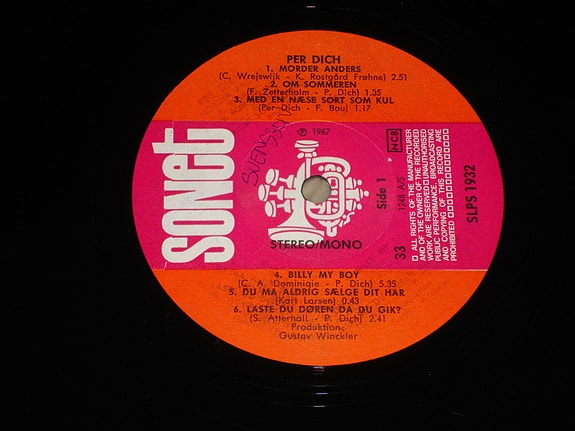 PER DICH
1. MORDER ANDERS
(C. Wrejswijk - K. Rostgård Frøhne) 2.51
2. OM SOMMEREN
(F. Zetterholm - P. Dich) 1.35
3. MED EN NÆSE SORT SOM KUL
(Per Dich - F. Bau) 1.17
SONET
SVENSSON
℗ 1967
NCB
Side 1
STEREO/MONO
33
1248 A/S
ALL RIGHTS OF THE MANUFACTURER
AND OF THE OWNER OF THE RECORDED
WORK ARE RESERVED UNAUTHORISED
PUBLIC PERFORMANCE, BROADCASTING
AND COPYING OF THIS RECORD ARE
PROHIBITED
SLPS 1932
4. BILLY MY BOY
(C. A. Dominigie - P. Dich) 5.35
5. DU MA ALDRIG SÆLGE DIT HAR
(Karl Larsen) 0.43
6. LASTE DU DØREN DA DU GIK?
(S. Atterhall - P. Dich) 2.41
Produktion:
Gustav Winckler